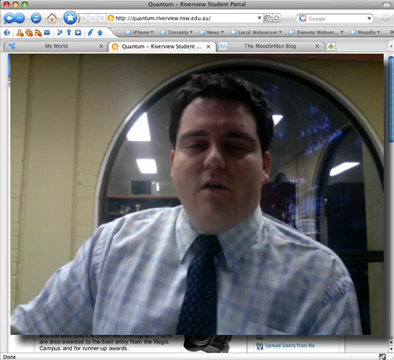 Quantum – Riverview Student Portal
http://quantum.riverview.nsw.edu.au/
Google
iPhone Torrents News Local Webserver Remote Webser... Moodle
My World Quantum – Riverview Student ... The MoodleMan Blog
are also awarded to the best entry from the Regis
Campus and for runner-up awards.
Upload Users from file
Done